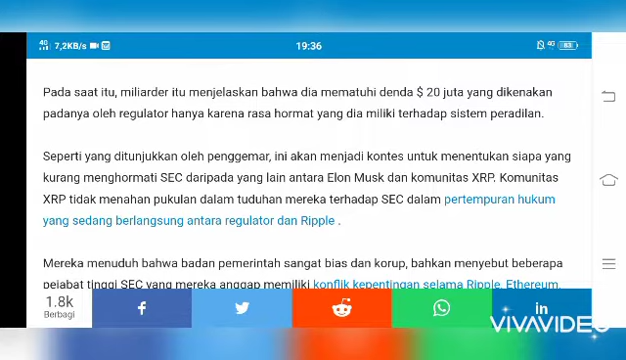 4G 7,2KB/s 19:36 4G 83
Pada saat itu, miliarder itu menjelaskan bahwa dia mematuhi denda $ 20 juta yang dikenakan
padanya oleh regulator hanya karena rasa hormat yang dia miliki terhadap sistem peradilan.
Seperti yang ditunjukkan oleh penggemar, ini akan menjadi kontes untuk menentukan siapa yang
kurang menghormati SEC daripada yang lain antara Elon Musk dan komunitas XRP. Komunitas
XRP tidak menahan pukulan dalam tuduhan mereka terhadap SEC dalam pertempuran hukum
yang sedang berlangsung antara regulator dan Ripple .
Mereka menuduh bahwa badan pemerintah sangat bias dan korup, bahkan menyebut beberapa
pejabat tinggi SEC yang mereka anggap memiliki konflik kepentingan selama Ripple, Ethereum,
1.8k
Berbagi
f in
VIVAVIDEO